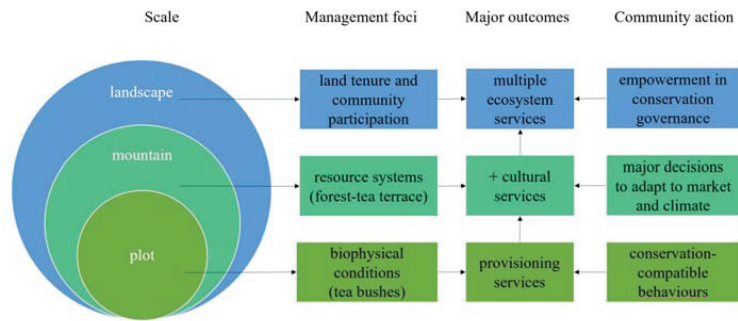 Scale
Management foci
Major outcomes
Community action
landscape
land tenure and
community
participation
multiple
ecosystem
services
empowerment in
conservation
governance
mountain
resource systems
(forest-tea terrace)
+ cultural
services
major decisions
to adapt to market
and climate
plot
biophysical
conditions
(tea bushes)
provisioning
services
conservation-
compatible
behaviours